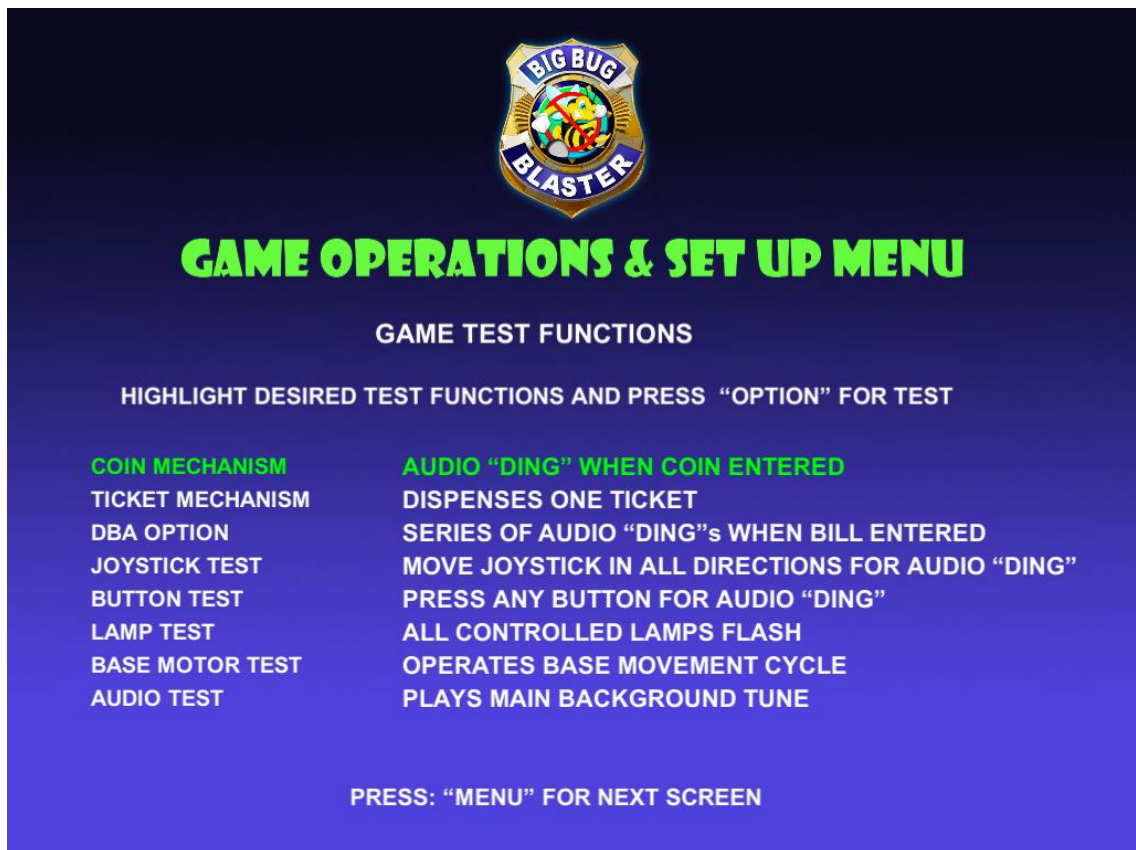 BIG BUG
BLASTER
GAME OPERATIONS & SET UP MENU
GAME TEST FUNCTIONS
HIGHLIGHT DESIRED TEST FUNCTIONS AND PRESS “OPTION” FOR TEST
COIN MECHANISM AUDIO “DING” WHEN COIN ENTERED
TICKET MECHANISM DISPENSES ONE TICKET
DBA OPTION SERIES OF AUDIO “DING”s WHEN BILL ENTERED
JOYSTICK TEST MOVE JOYSTICK IN ALL DIRECTIONS FOR AUDIO “DING”
BUTTON TEST PRESS ANY BUTTON FOR AUDIO “DING”
LAMP TEST ALL CONTROLLED LAMPS FLASH
BASE MOTOR TEST OPERATES BASE MOVEMENT CYCLE
AUDIO TEST PLAYS MAIN BACKGROUND TUNE
PRESS: “MENU” FOR NEXT SCREEN